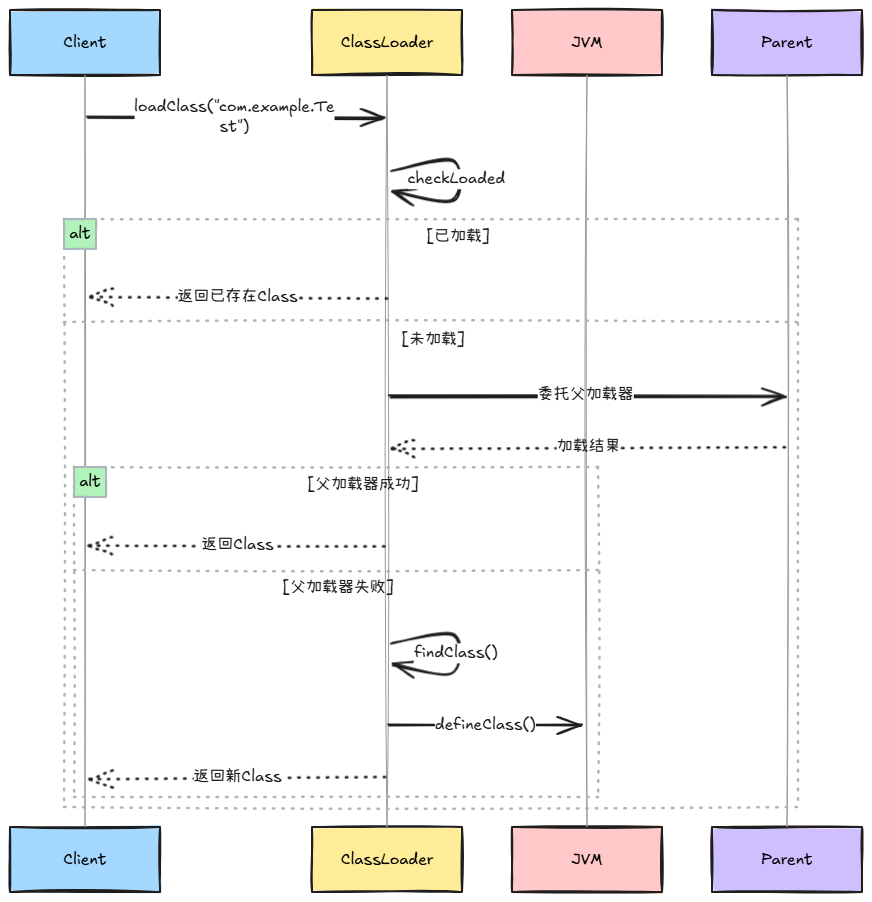 Client
ClassLoader
JVM
Parent
loadClass("com.example.Te
st")
checkLoaded
alt
[已加载]
返回已存在Class
[未加载]
委托父加载器
加载结果
alt
[父加载器成功]
返回Class
[父加载器失败]
findClass()
defineClass()
返回新Class
Client
ClassLoader
JVM
Parent